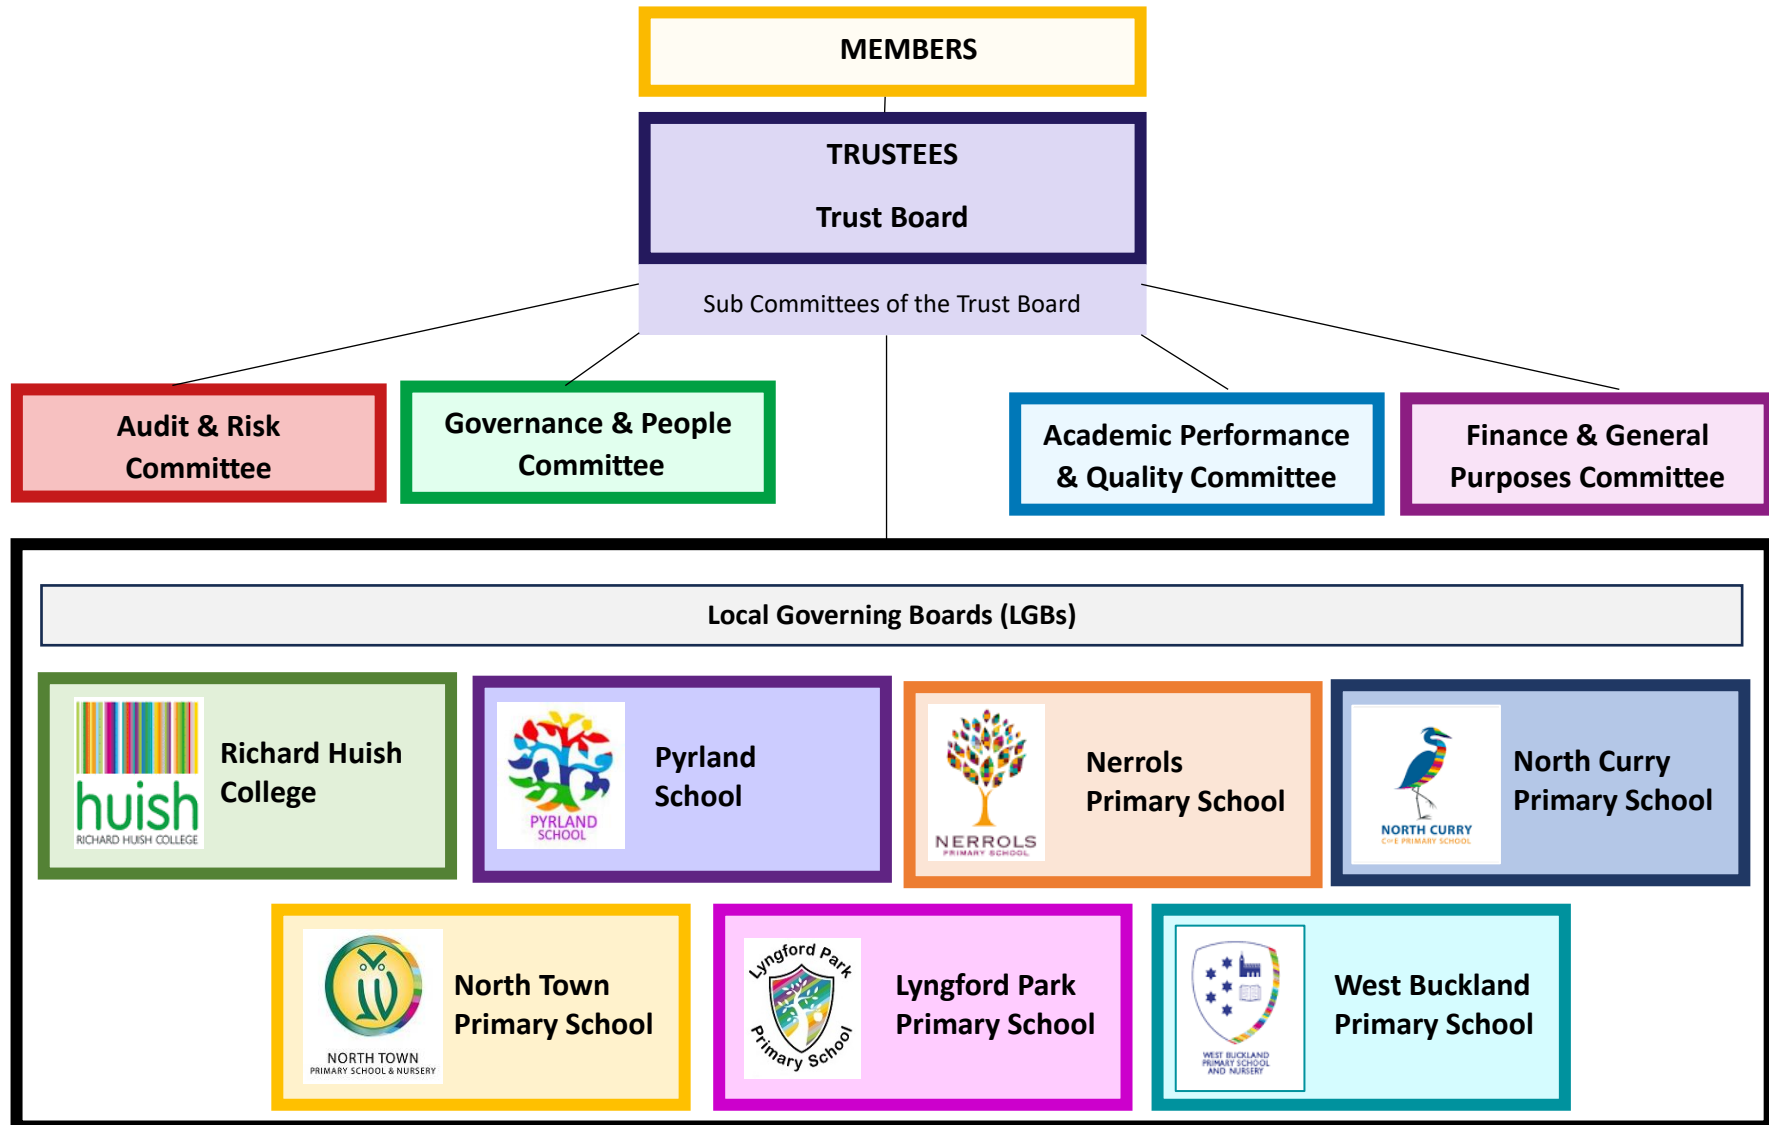 MEMBERS
TRUSTEES
Trust Board
Sub Committees of the Trust Board
Audit & Risk
Committee
Governance & People
Committee
Academic Performance
& Quality Committee
Finance & General
Purposes Committee
Local Governing Boards (LGBs)
huish
RICHARD HUISH COLLEGE
Richard Huish
College
PYRLAND
SCHOOL
Pyrland
School
NERROLS
PRIMARY SCHOOL
Nerrols
Primary School
NORTH CURRY
C of E PRIMARY SCHOOL
North Curry
Primary School
NORTH TOWN
PRIMARY SCHOOL & NURSERY
North Town
Primary School
Lyngford Park
Primary School
Lyngford Park
Primary School
WEST BUCKLAND
PRIMARY SCHOOL
AND NURSERY
West Buckland
Primary School